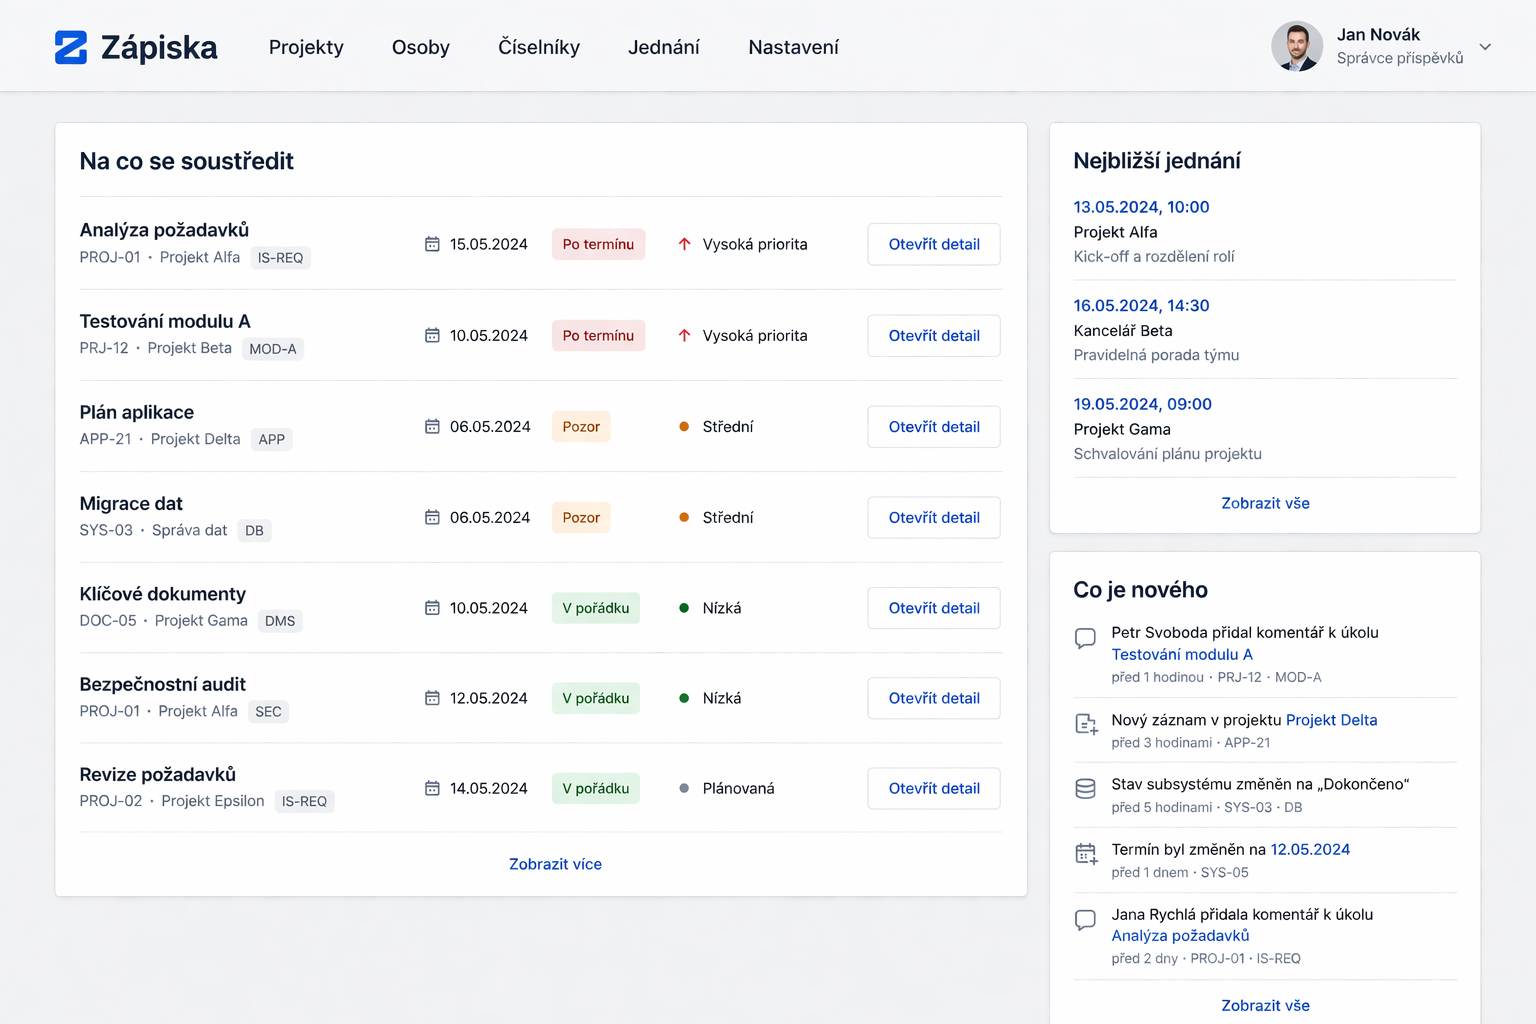 Zápiska
Projekty
Osoby
Číselníky
Jednání
Nastavení
Jan Novák
Správce příspěvků
Na co se soustředit
Analýza požadavků
PROJ-01 · Projekt Alfa IS-REQ
15.05.2024
Po termínu
Vysoká priorita
Otevřít detail
Testování modulu A
PRJ-12 · Projekt Beta MOD-A
10.05.2024
Po termínu
Vysoká priorita
Otevřít detail
Plán aplikace
APP-21 · Projekt Delta APP
06.05.2024
Pozor
Střední
Otevřít detail
Migrace dat
SYS-03 · Správa dat DB
06.05.2024
Pozor
Střední
Otevřít detail
Klíčové dokumenty
DOC-05 · Projekt Gama DMS
10.05.2024
V pořádku
Nízká
Otevřít detail
Bezpečnostní audit
PROJ-01 · Projekt Alfa SEC
12.05.2024
V pořádku
Nízká
Otevřít detail
Revize požadavků
PROJ-02 · Projekt Epsilon IS-REQ
14.05.2024
V pořádku
Plánovaná
Otevřít detail
Zobrazit více
Nejbližší jednání
13.05.2024, 10:00
Projekt Alfa
Kick-off a rozdělení rolí
16.05.2024, 14:30
Kancelář Beta
Pravidelná porada týmu
19.05.2024, 09:00
Projekt Gama
Schvalování plánu projektu
Zobrazit vše
Co je nového
Petr Svoboda přidal komentář k úkolu
Testování modulu A
před 1 hodinou · PRJ-12 · MOD-A
Nový záznam v projektu Projekt Delta
před 3 hodinami · APP-21
Stav subsystému změněn na „Dokončeno“
před 5 hodinami · SYS-03 · DB
Termín byl změněn na 12.05.2024
před 1 dnem · SYS-05
Jana Rychlá přidala komentář k úkolu
Analýza požadavků
před 2 dny · PROJ-01 · IS-REQ
Zobrazit vše